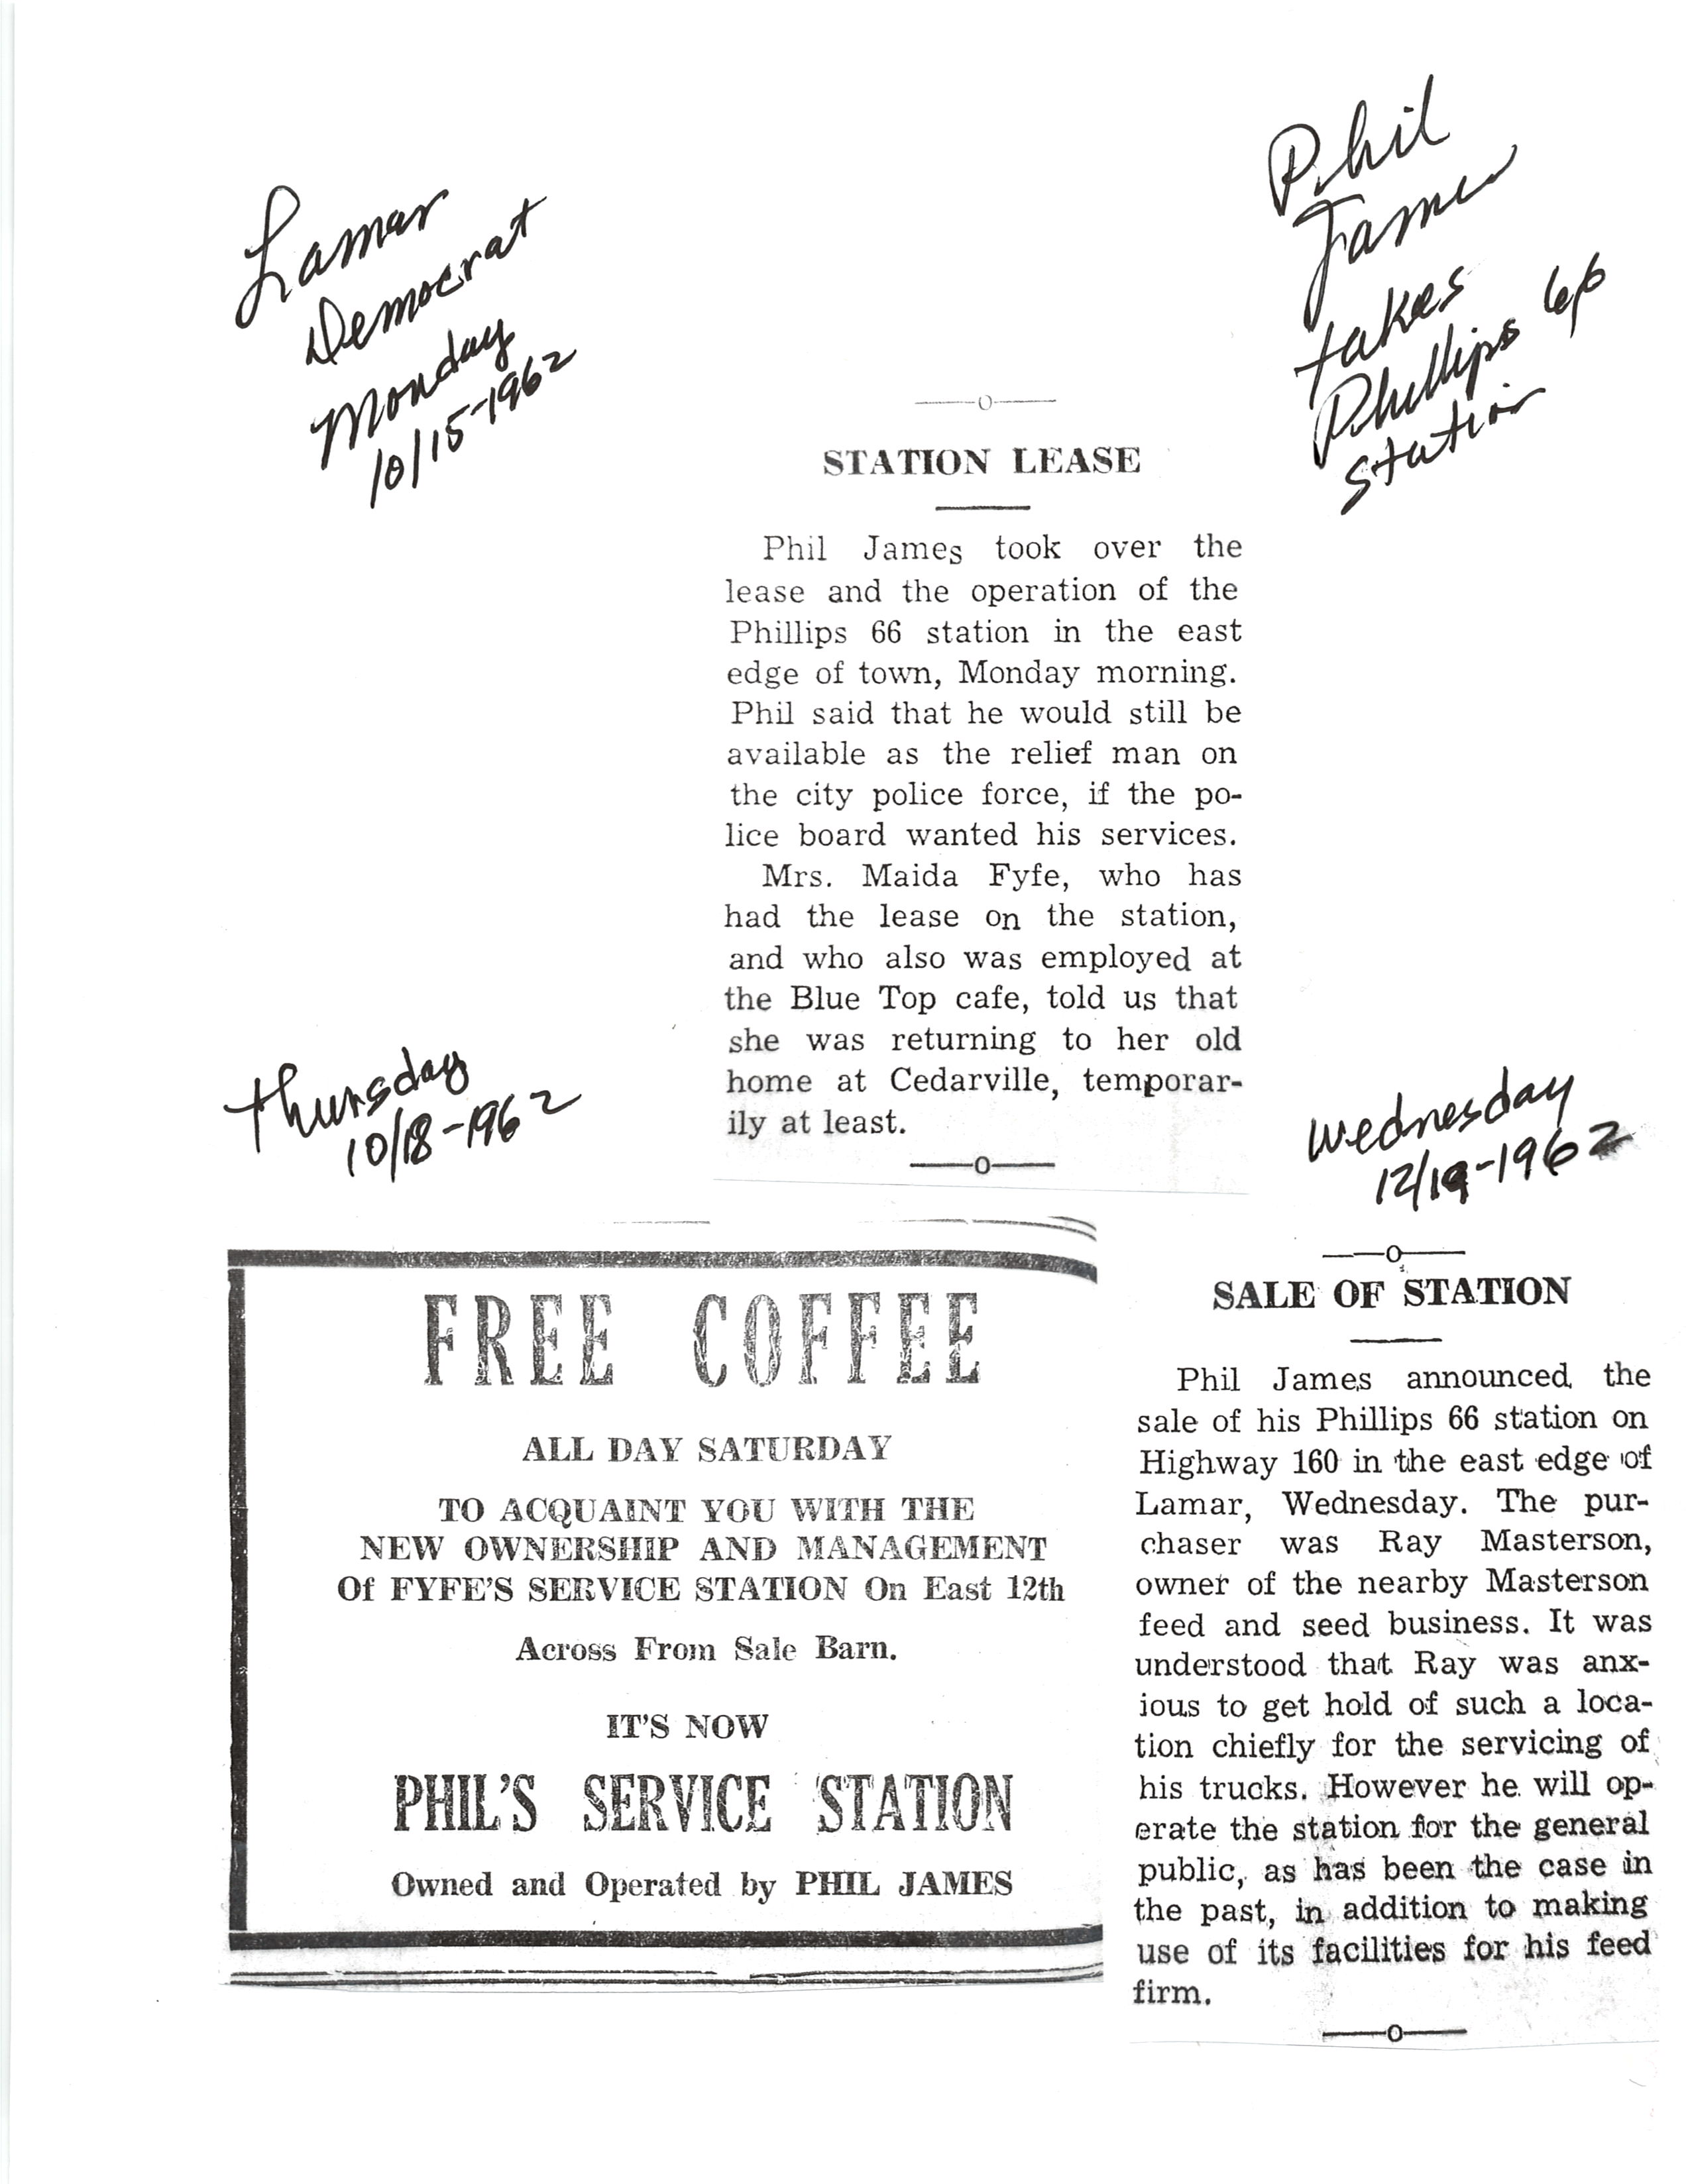 Lamar
Democrat
Monday
10/15-1962
Phil
James
takes
Phillips 66
station
STATION LEASE
Phil James took over the
lease and the operation of the
Phillips 66 station in the east
edge of town, Monday morning.
Phil said that he would still be
available as the relief man on
the city police force, if the po-
lice board wanted his services.
Mrs. Maida Fyfe, who has
had the lease on the station,
and who also was employed at
the Blue Top cafe, told us that
she was returning to her old
home at Cedarville, temporar-
ily at least.
Thursday
10/18-1962
FREE COFFEE
ALL DAY SATURDAY
TO ACQUAINT YOU WITH THE
NEW OWNERSHIP AND MANAGEMENT
Of FYFE'S SERVICE STATION On East 12th
Across From Sale Barn.
IT'S NOW
PHIL'S SERVICE STATION
Owned and Operated by PHIL JAMES
Wednesday
12/19-1962
SALE OF STATION
Phil James announced the
sale of his Phillips 66 station on
Highway 160 in the east edge of
Lamar, Wednesday. The pur-
chaser was Ray Masterson,
owner of the nearby Masterson
feed and seed business. It was
understood that Ray was anx-
ious to get hold of such a loca-
tion chiefly for the servicing of
his trucks. However he will op-
erate the station for the general
public, as has been the case in
the past, in addition to making
use of its facilities for his feed
firm.